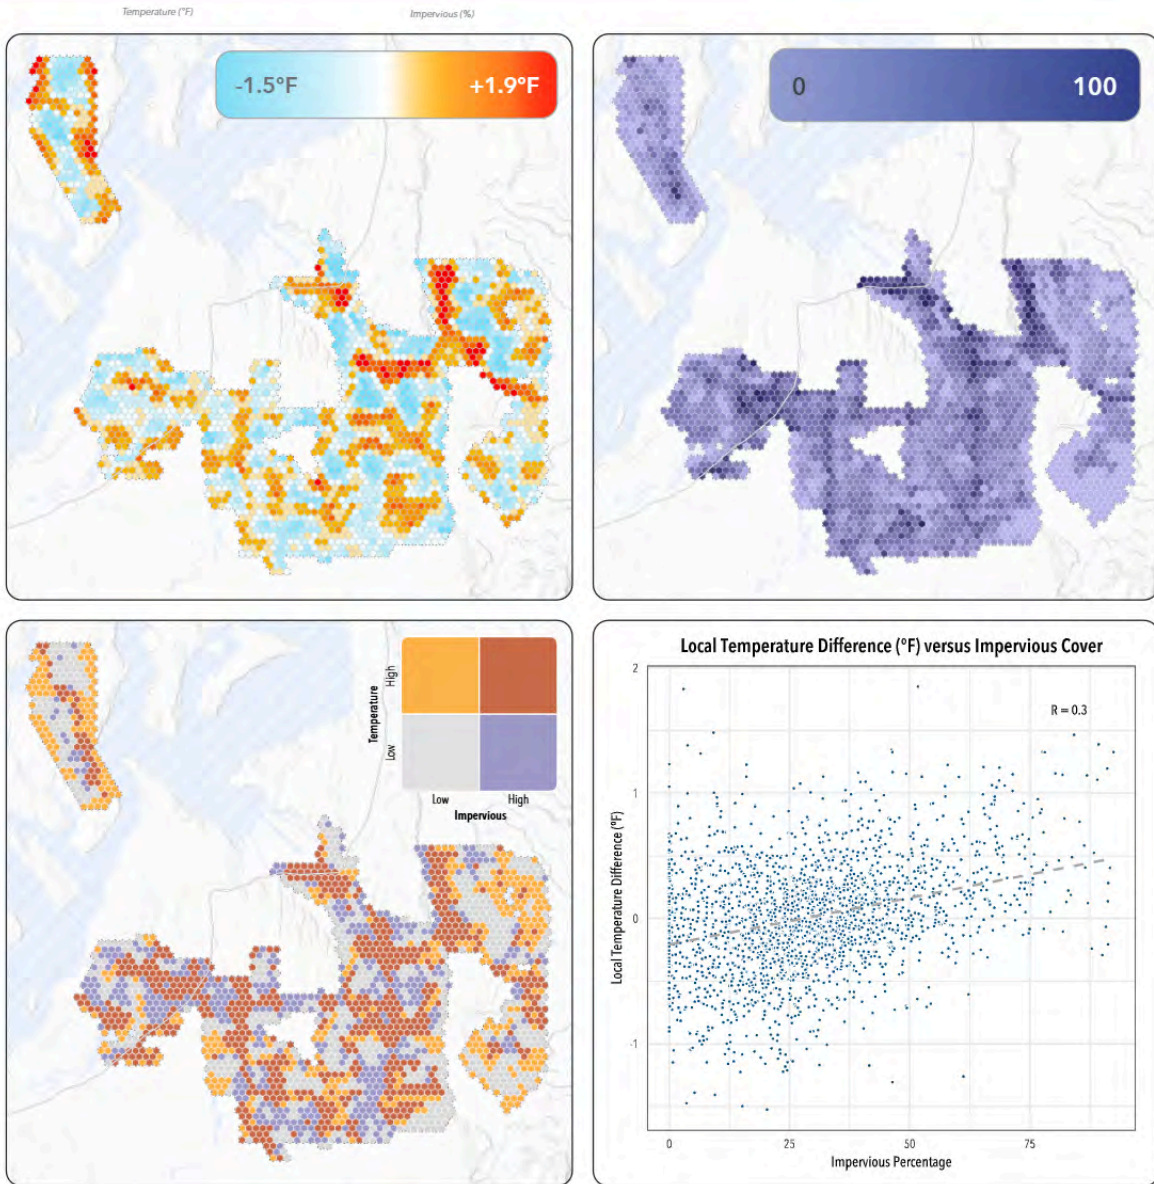 Temperature (°F)
Impervious (%)
-1.5°F
+1.9°F
0
100
Temperature
High
Low
Low
High
Impervious
Local Temperature Difference (°F) versus Impervious Cover
R = 0.3
Local Temperature Difference (°F)
2
1
0
-1
0
25
50
75
Impervious Percentage